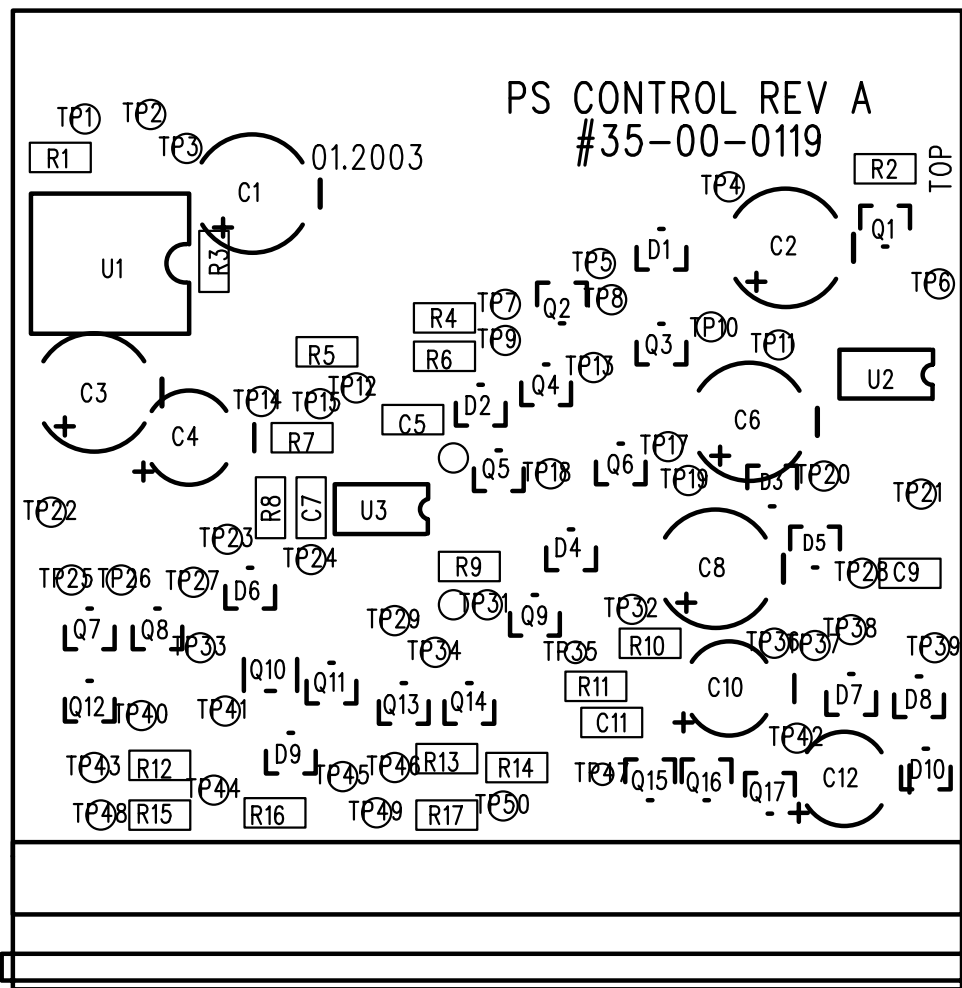 PS CONTROL REV A
#35-00-0119
TP1
TP2
TP3
R1
C1
01.2003
TOP
R2
TP4
Q1
C2
D1
U1
R3
TP5
TP6
TP7
Q2
TP8
R4
TP9
Q3
TP10
TP11
R5
R6
TP13
U2
C3
TP14
TP15
TP12
Q4
D2
C5
C6
C4
R7
TP17
Q5
TP18
Q6
TP19
D3
TP20
TP21
R8
C7
U3
TP22
TP23
TP24
D4
D5
R9
C8
TP28
C9
TP25
TP26
TP27
D6
TP31
TP29
Q9
TP32
Q7
Q8
TP33
TP34
TP35
R10
TP36
TP37
TP38
TP39
Q10
Q11
R11
C10
D7
D8
Q12
TP40
TP41
Q13
Q14
C11
TP42
D9
TP43
R12
TP44
TP45
TP46
R13
R14
TP47
Q15
Q16
Q17
C12
D10
TP48
R15
R16
TP49
R17
TP50